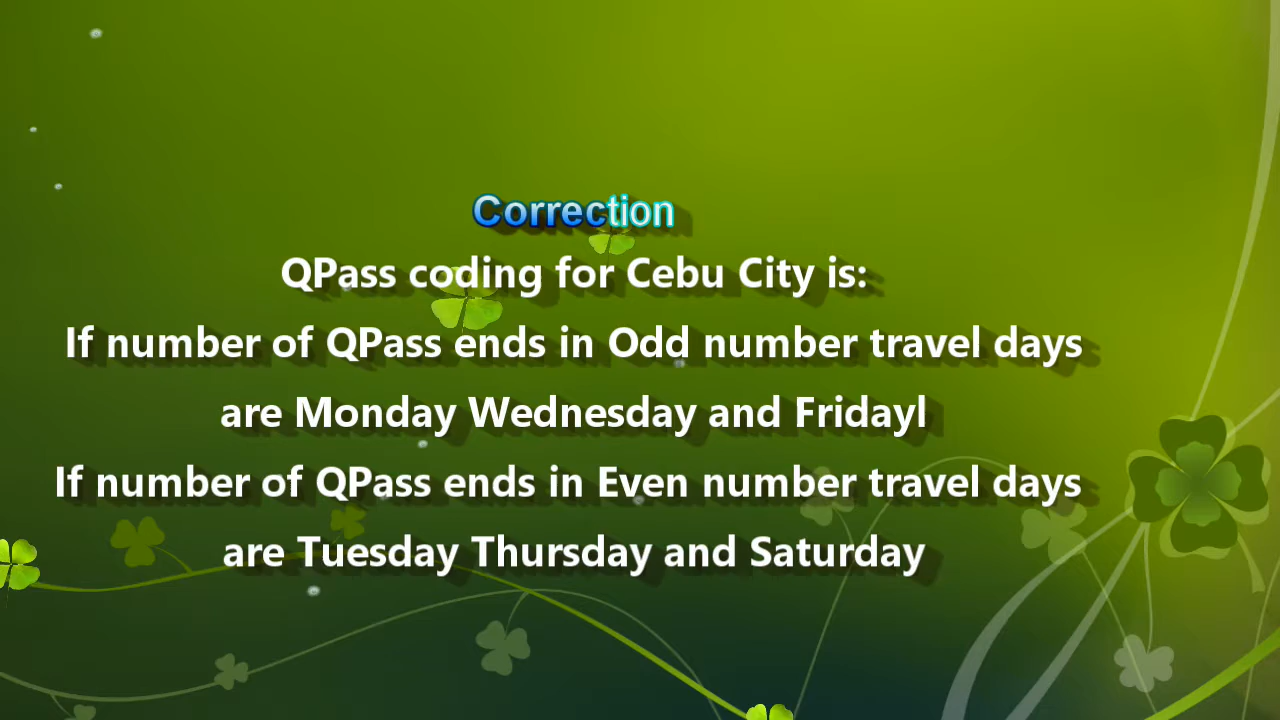 Correction
QPass coding for Cebu City is:
If number of QPass ends in Odd number travel days
are Monday Wednesday and Fridayl
If number of QPass ends in Even number travel days
are Tuesday Thursday and Saturday